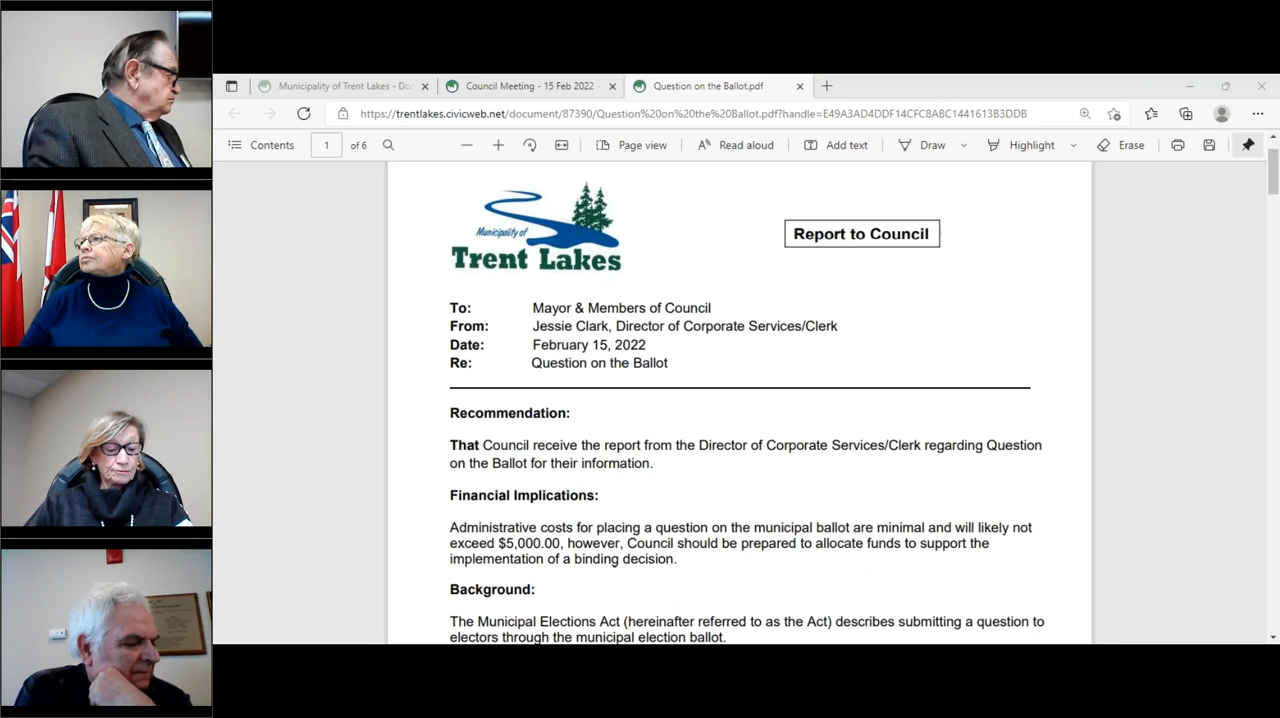 Municipality of Trent Lakes - Doc
Council Meeting - 15 Feb 2022 -
Question on the Ballot.pdf
https://trentlakes.civicweb.net/document/87390/Question%20on%20the%20Ballot.pdf?handle=E49A3AD4DDF14CFC8ABC1441613B3DDB
Contents 1 of 6 Page view Read aloud Add text Draw Highlight Erase
Municipality of
Trent Lakes
Report to Council
To: Mayor & Members of Council
From: Jessie Clark, Director of Corporate Services/Clerk
Date: February 15, 2022
Re: Question on the Ballot
Recommendation:
That Council receive the report from the Director of Corporate Services/Clerk regarding Question
on the Ballot for their information.
Financial Implications:
Administrative costs for placing a question on the municipal ballot are minimal and will likely not
exceed $5,000.00, however, Council should be prepared to allocate funds to support the
implementation of a binding decision.
Background:
The Municipal Elections Act (hereinafter referred to as the Act) describes submitting a question to
electors through the municipal election ballot.